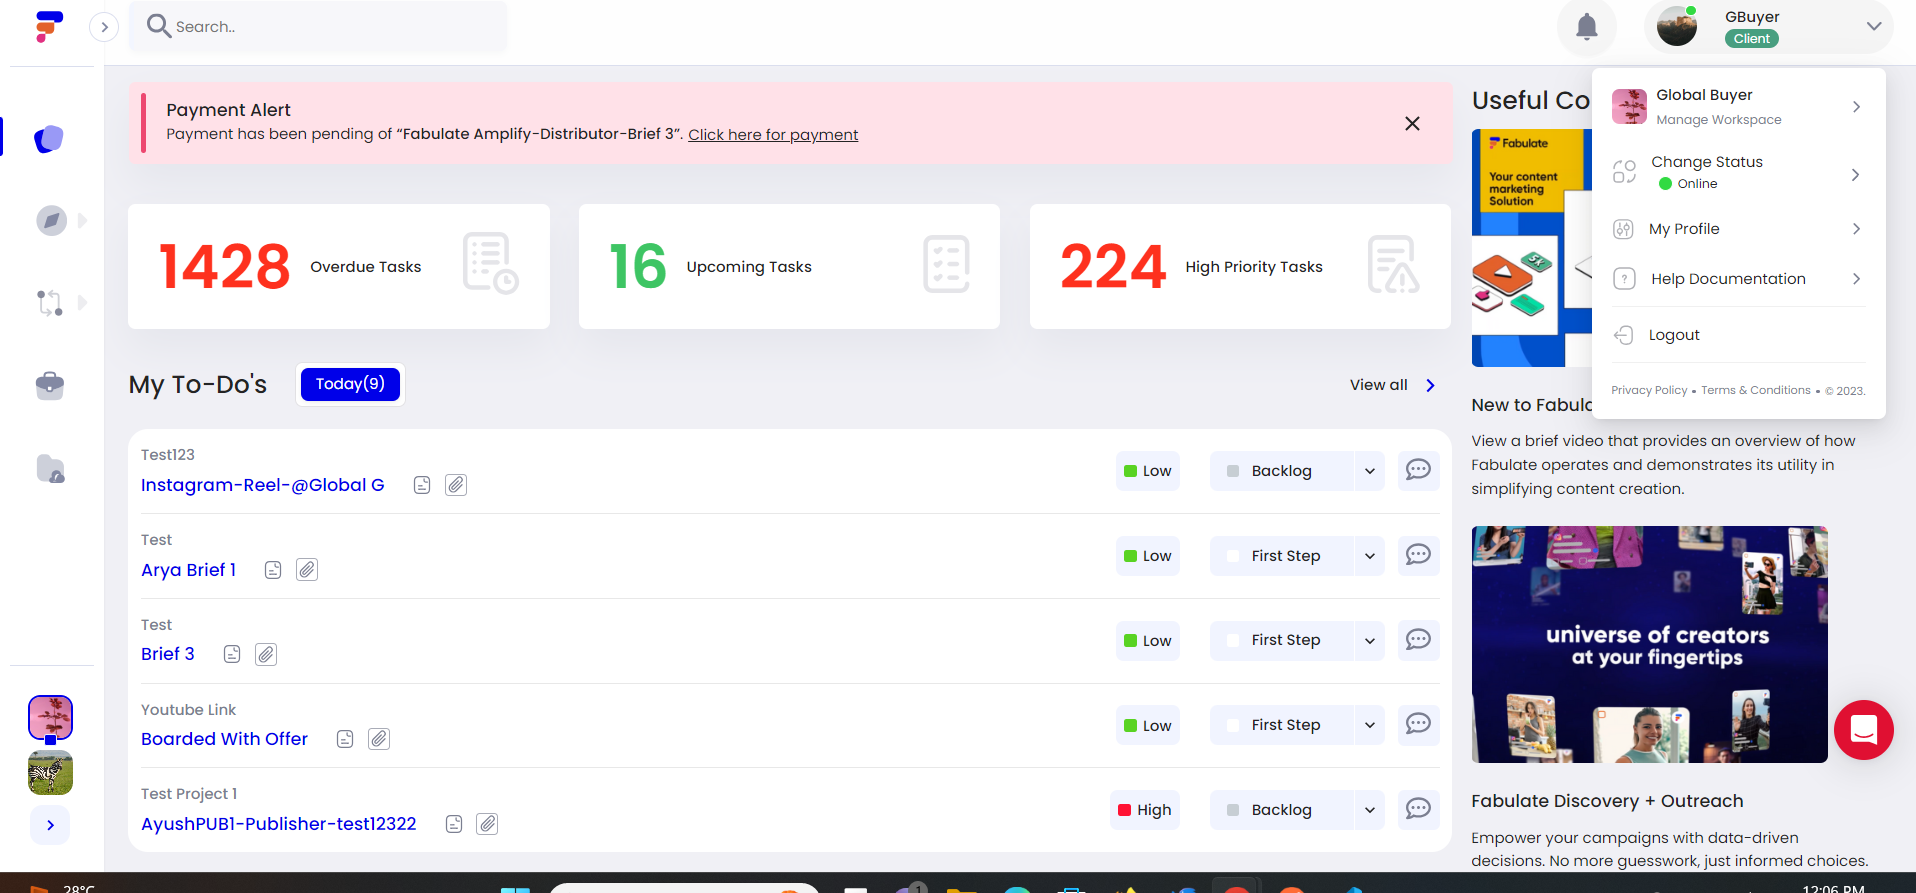 Search..
GBuyer
Client
Payment Alert
Payment has been pending of “Fabulate Amplify-Distributor-Brief 3”. Click here for payment
1428 Overdue Tasks
16 Upcoming Tasks
224 High Priority Tasks
My To-Do's
Today(9)
View all
Test123
Instagram-Reel-@Global G
Low
Backlog
Test
Arya Brief 1
Low
First Step
Test
Brief 3
Low
First Step
Youtube Link
Boarded With Offer
Low
First Step
Test Project 1
AyushPUB1-Publisher-test12322
High
Backlog
Useful Co
Fabulate
Your content
marketing
Solution
5K
Global Buyer
Manage Workspace
Change Status
Online
My Profile
Help Documentation
Logout
Privacy Policy • Terms & Conditions • © 2023.
New to Fabula
View a brief video that provides an overview of how
Fabulate operates and demonstrates its utility in
simplifying content creation.
universe of creators
at your fingertips
Fabulate Discovery + Outreach
Empower your campaigns with data-driven
decisions. No more guesswork, just informed choices.
28°C
1
12:06 PM